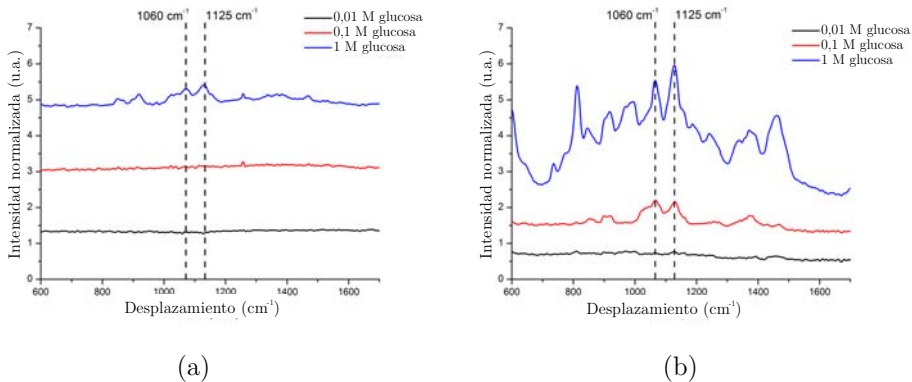 1060 cm⁻¹ 1125 cm⁻¹
0,01 M glucosa
0,1 M glucosa
1 M glucosa
Intensidad normalizada (u.a.)
7
6
5
4
3
2
1
0
600 800 1000 1200 1400 1600
Desplazamiento (cm⁻¹)
(a)
1060 cm⁻¹ 1125 cm⁻¹
0,01 M glucosa
0,1 M glucosa
1 M glucosa
Intensidad normalizada (u.a.)
7
6
5
4
3
2
1
0
600 800 1000 1200 1400 1600
Desplazamiento (cm⁻¹)
(b)